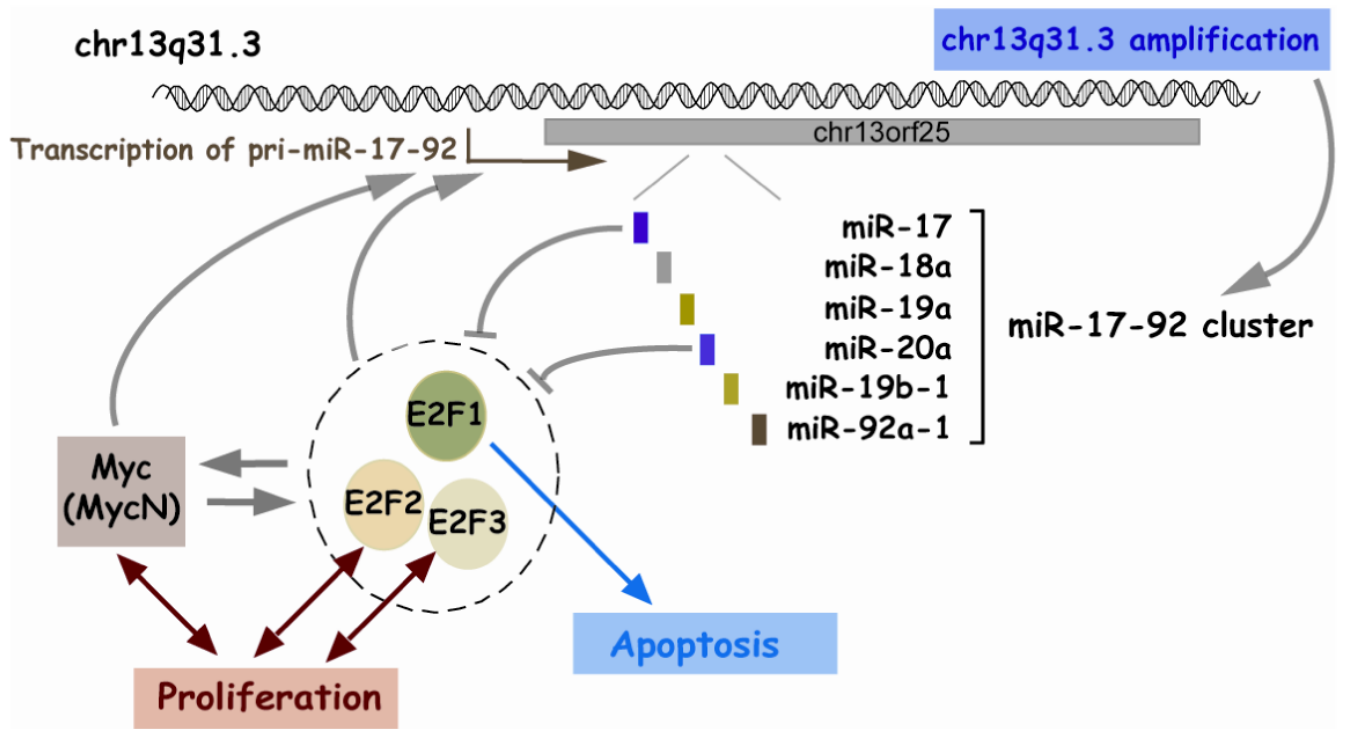 chr13q31.3
chr13q31.3 amplification
chr13orf25
Transcription of pri-miR-17-92
miR-17
miR-18a
miR-19a
miR-20a
miR-19b-1
miR-92a-1
miR-17-92 cluster
E2F1
E2F2
E2F3
Myc
(MycN)
Apoptosis
Proliferation